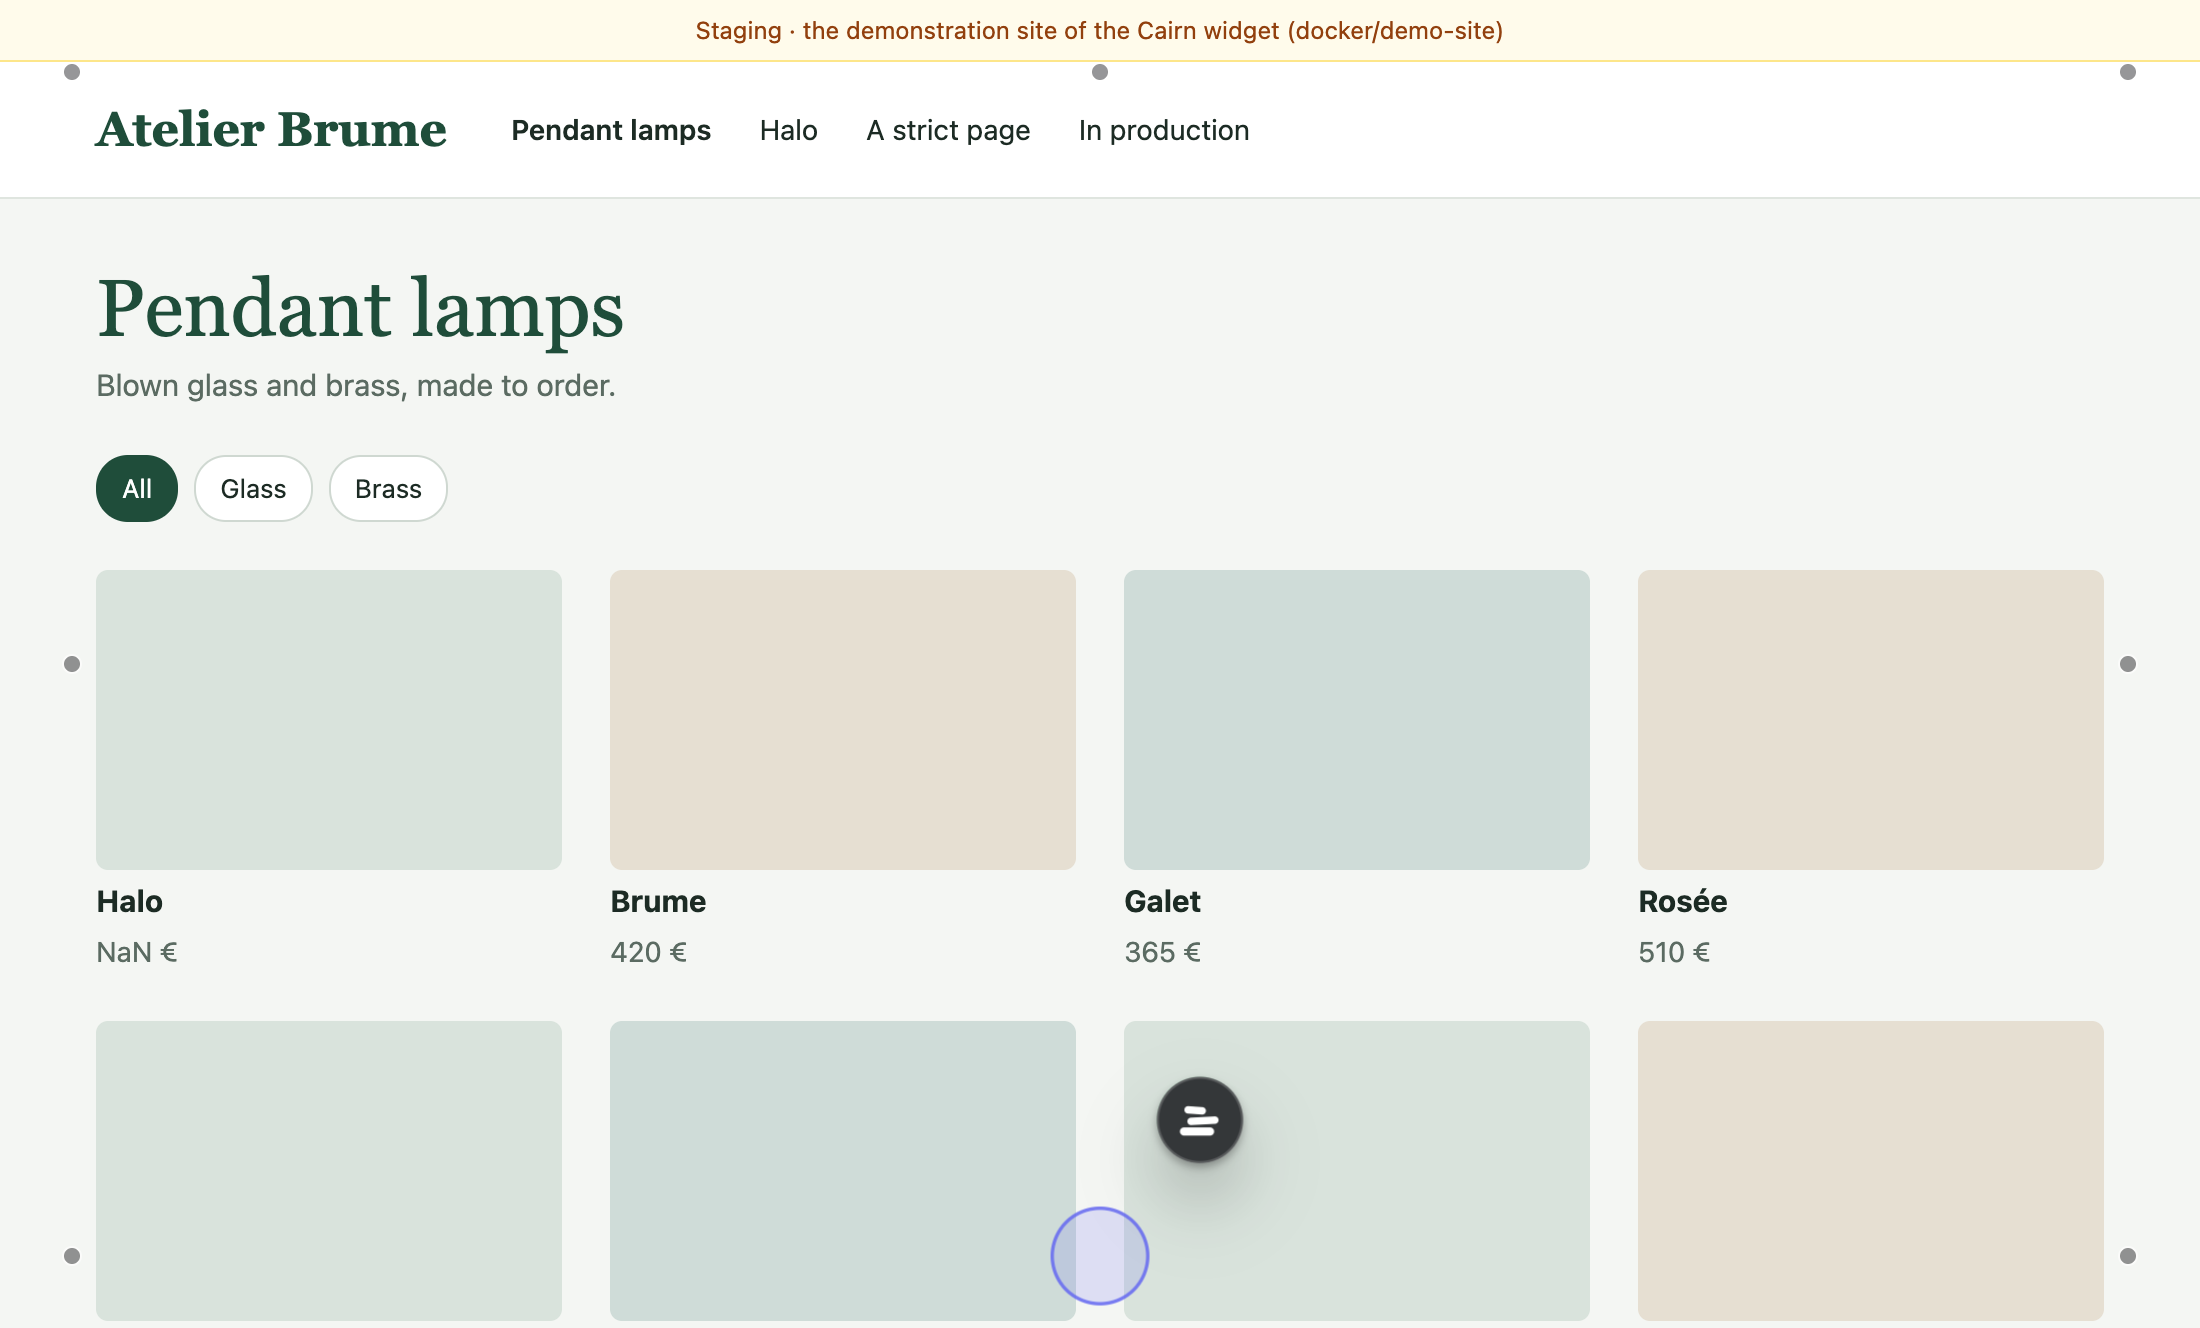 Staging · the demonstration site of the Cairn widget (docker/demo-site)
Atelier Brume
Pendant lamps
Halo
A strict page
In production
Pendant lamps
Blown glass and brass, made to order.
All
Glass
Brass
Halo
NaN €
Brume
420 €
Galet
365 €
Rosée
510 €